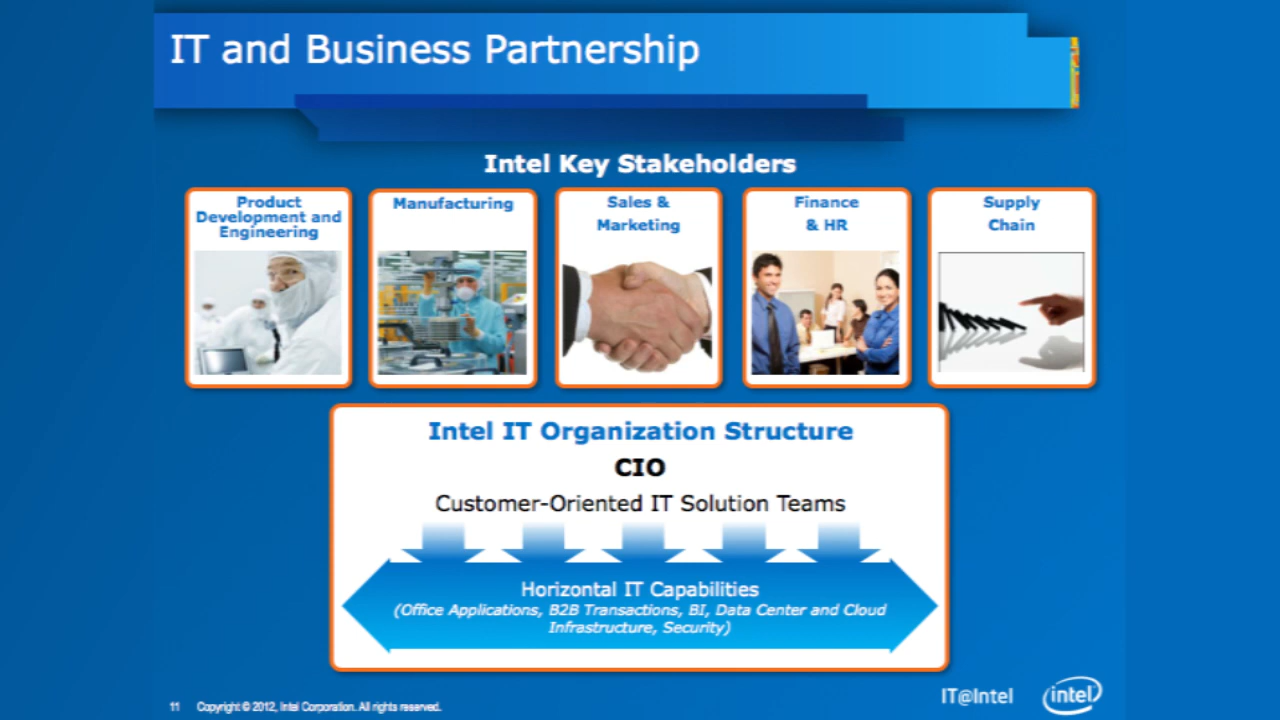 IT and Business Partnership
Intel Key Stakeholders
Product
Development and
Engineering
Manufacturing
Sales &
Marketing
Finance
& HR
Supply
Chain
Intel IT Organization Structure
CIO
Customer-Oriented IT Solution Teams
Horizontal IT Capabilities
(Office Applications, B2B Transactions, BI, Data Center and Cloud
Infrastructure, Security)
11 Copyright © 2012, Intel Corporation. All rights reserved.
IT@Intel
intel